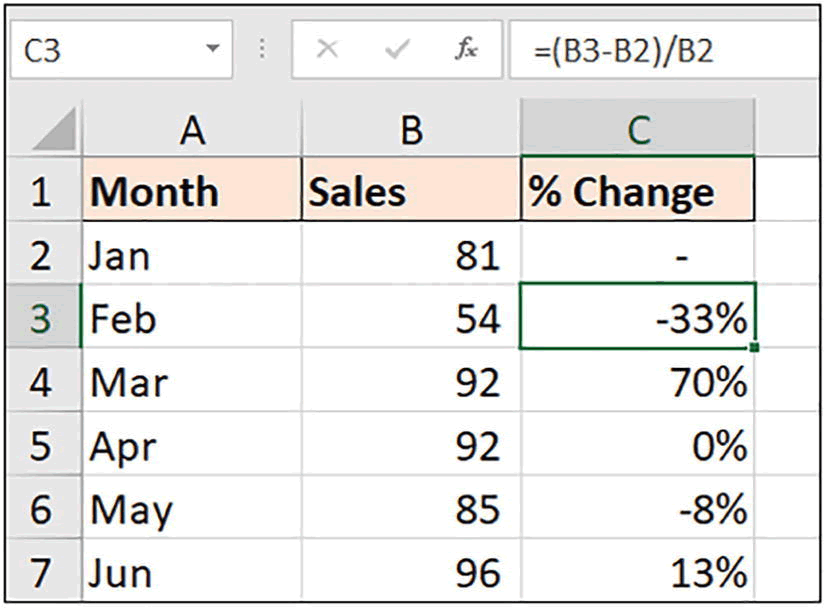 C3 fx =(B3-B2)/B2
A B C
1 Month Sales % Change
2 Jan 81 -
3 Feb 54 -33%
4 Mar 92 70%
5 Apr 92 0%
6 May 85 -8%
7 Jun 96 13%